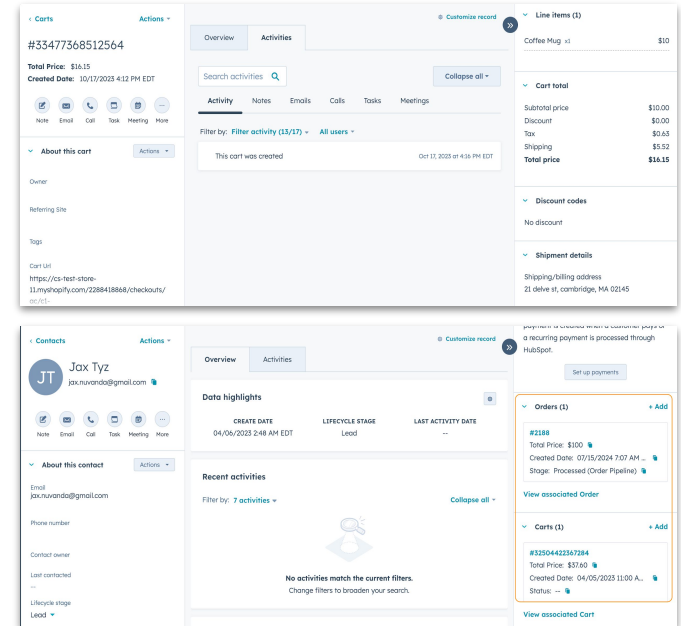 ‹ Carts
Actions
#33477368512564
Total Price: $16.15
Created Date: 10/17/2023 4:12 PM EDT
Note Email Call Task Meeting More
About this cart
Actions
Owner
Referring Site
Tags
Cart Url
https://cs-test-store-
11.myshopify.com/2288418868/checkouts/
ac/c1-
Customize record
Overview
Activities
Search activities
Collapse all
Activity Notes Emails Calls Tasks Meetings
Filter by: Filter activity (13/17) All users
This cart was created
Oct 17, 2023 at 4:16 PM EDT
»
Line items (1)
Coffee Mug x1 $10
Cart total
Subtotal price $10.00
Discount $0.00
Tax $0.63
Shipping $5.52
Total price $16.15
Discount codes
No discount
Shipment details
Shipping/billing address
21 delve st, cambridge, MA 02145
‹ Contacts
Actions
JT
Jax Tyz
jax.nuvanda@gmail.com
Note Email Call Task Meeting More
About this contact
Actions
Email
jax.nuvanda@gmail.com
Phone number
Contact owner
Last contacted
--
Lifecycle stage
Lead
Customize record
Overview
Activities
Data highlights
CREATE DATE LIFECYCLE STAGE LAST ACTIVITY DATE
04/06/2023 2:48 AM EDT Lead --
Recent activities
Filter by: 7 activities
Collapse all
No activities match the current filters.
Change filters to broaden your search.
»
payment is created when a customer pays or
a recurring payment is processed through
HubSpot.
Set up payments
Orders (1)
+ Add
#2188
Total Price: $100
Created Date: 07/15/2024 7:07 AM ...
Stage: Processed (Order Pipeline)
View associated Order
Carts (1)
+ Add
#32504422367284
Total Price: $37.60
Created Date: 04/05/2023 11:00 A...
Status: --
View associated Cart